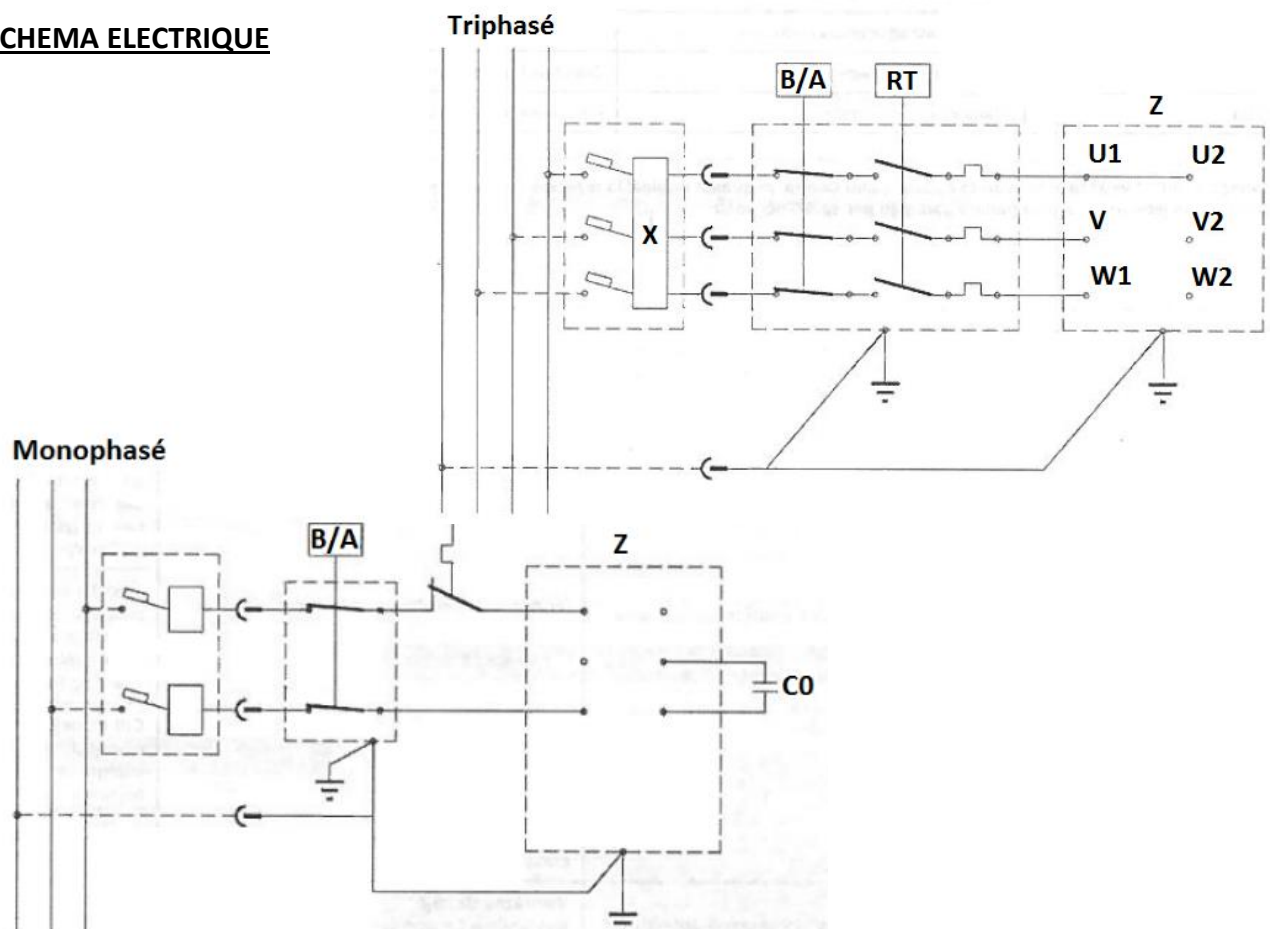 CHEMA ELECTRIQUE
Triphasé
B/A RT
Z
U1 U2
X V V2
W1 W2
Monophasé
B/A
Z
C0